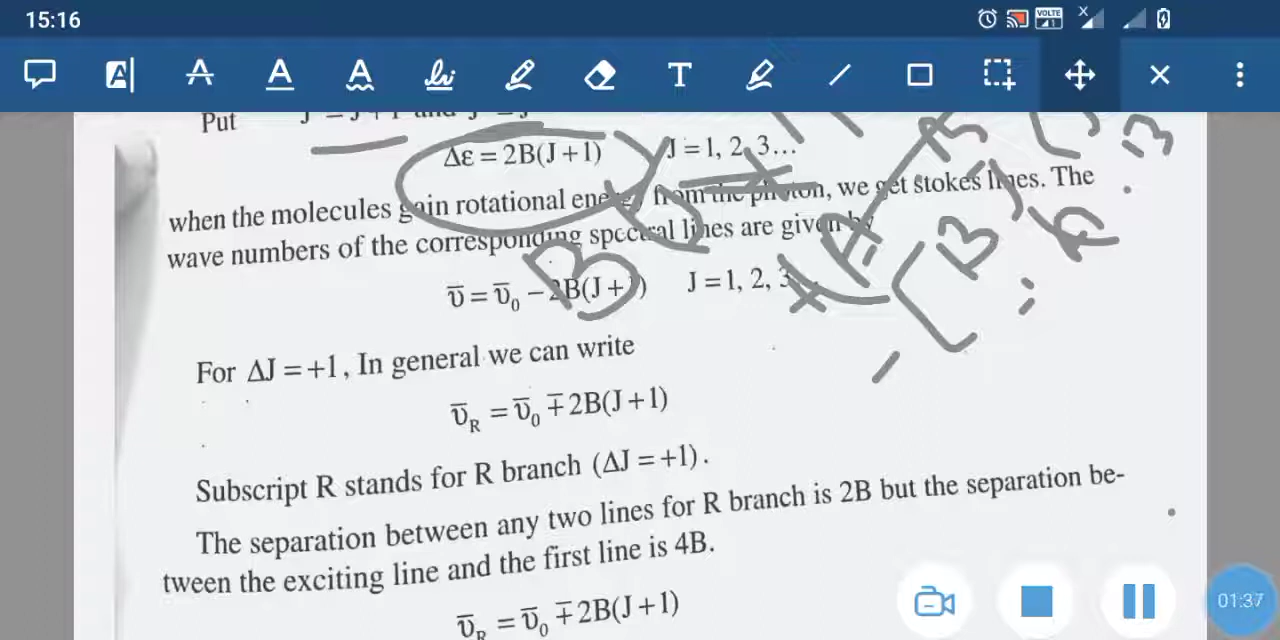 15:16
VOLTE
Put J = J + 1 and J = J
Δε = 2B(J+1) J = 1, 2, 3...
when the molecules gain rotational energy from the photon, we get stokes lines. The
wave numbers of the corresponding spectral lines are given by
ῡ = ῡ₀ − 2B(J+1) J = 1, 2, 3
For ΔJ = +1, In general we can write
ῡ_R = ῡ₀ ∓ 2B(J+1)
Subscript R stands for R branch (ΔJ = +1).
The separation between any two lines for R branch is 2B but the separation be-
tween the exciting line and the first line is 4B.
ῡ_R = ῡ₀ ∓ 2B(J+1)
01:37